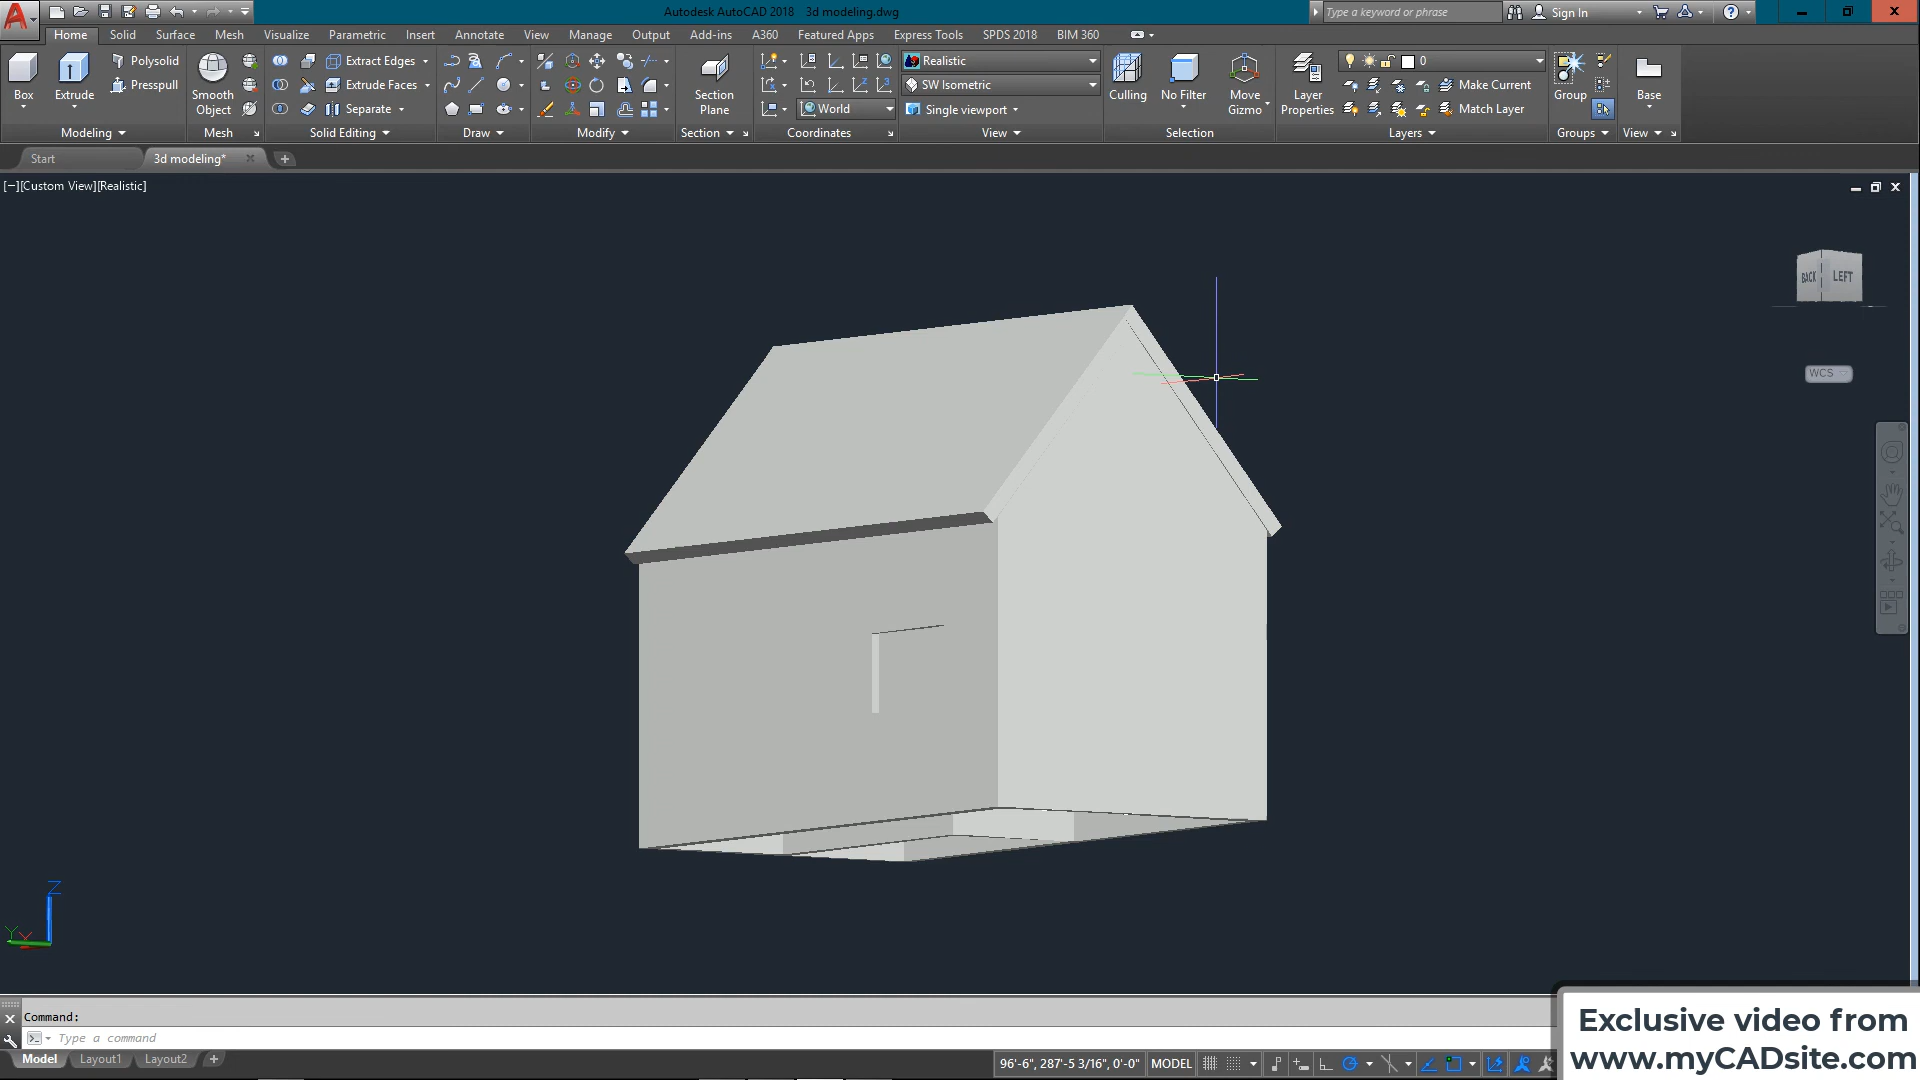 Autodesk AutoCAD 2018 3d modeling.dwg
Type a keyword or phrase
Sign In
Home Solid Surface Mesh Visualize Parametric Insert Annotate View Manage Output Add-ins A360 Featured Apps Express Tools SPDS 2018 BIM 360
Box
Extrude
Polysolid
Presspull
Modeling
Smooth
Object
Mesh
Extract Edges
Extrude Faces
Separate
Solid Editing
Draw
Modify
Section
Plane
Section
World
Coordinates
Realistic
SW Isometric
Single viewport
View
Culling
No Filter
Move
Gizmo
Selection
Layer
Properties
0
Make Current
Match Layer
Layers
Group
Groups
Base
View
Start
3d modeling*
[−][Custom View][Realistic]
BACK
LEFT
WCS
Z
Y
X
Command:
Type a command
Model Layout1 Layout2
96'-6", 287'-5 3/16", 0'-0" MODEL
Exclusive video from
www.myCADsite.com